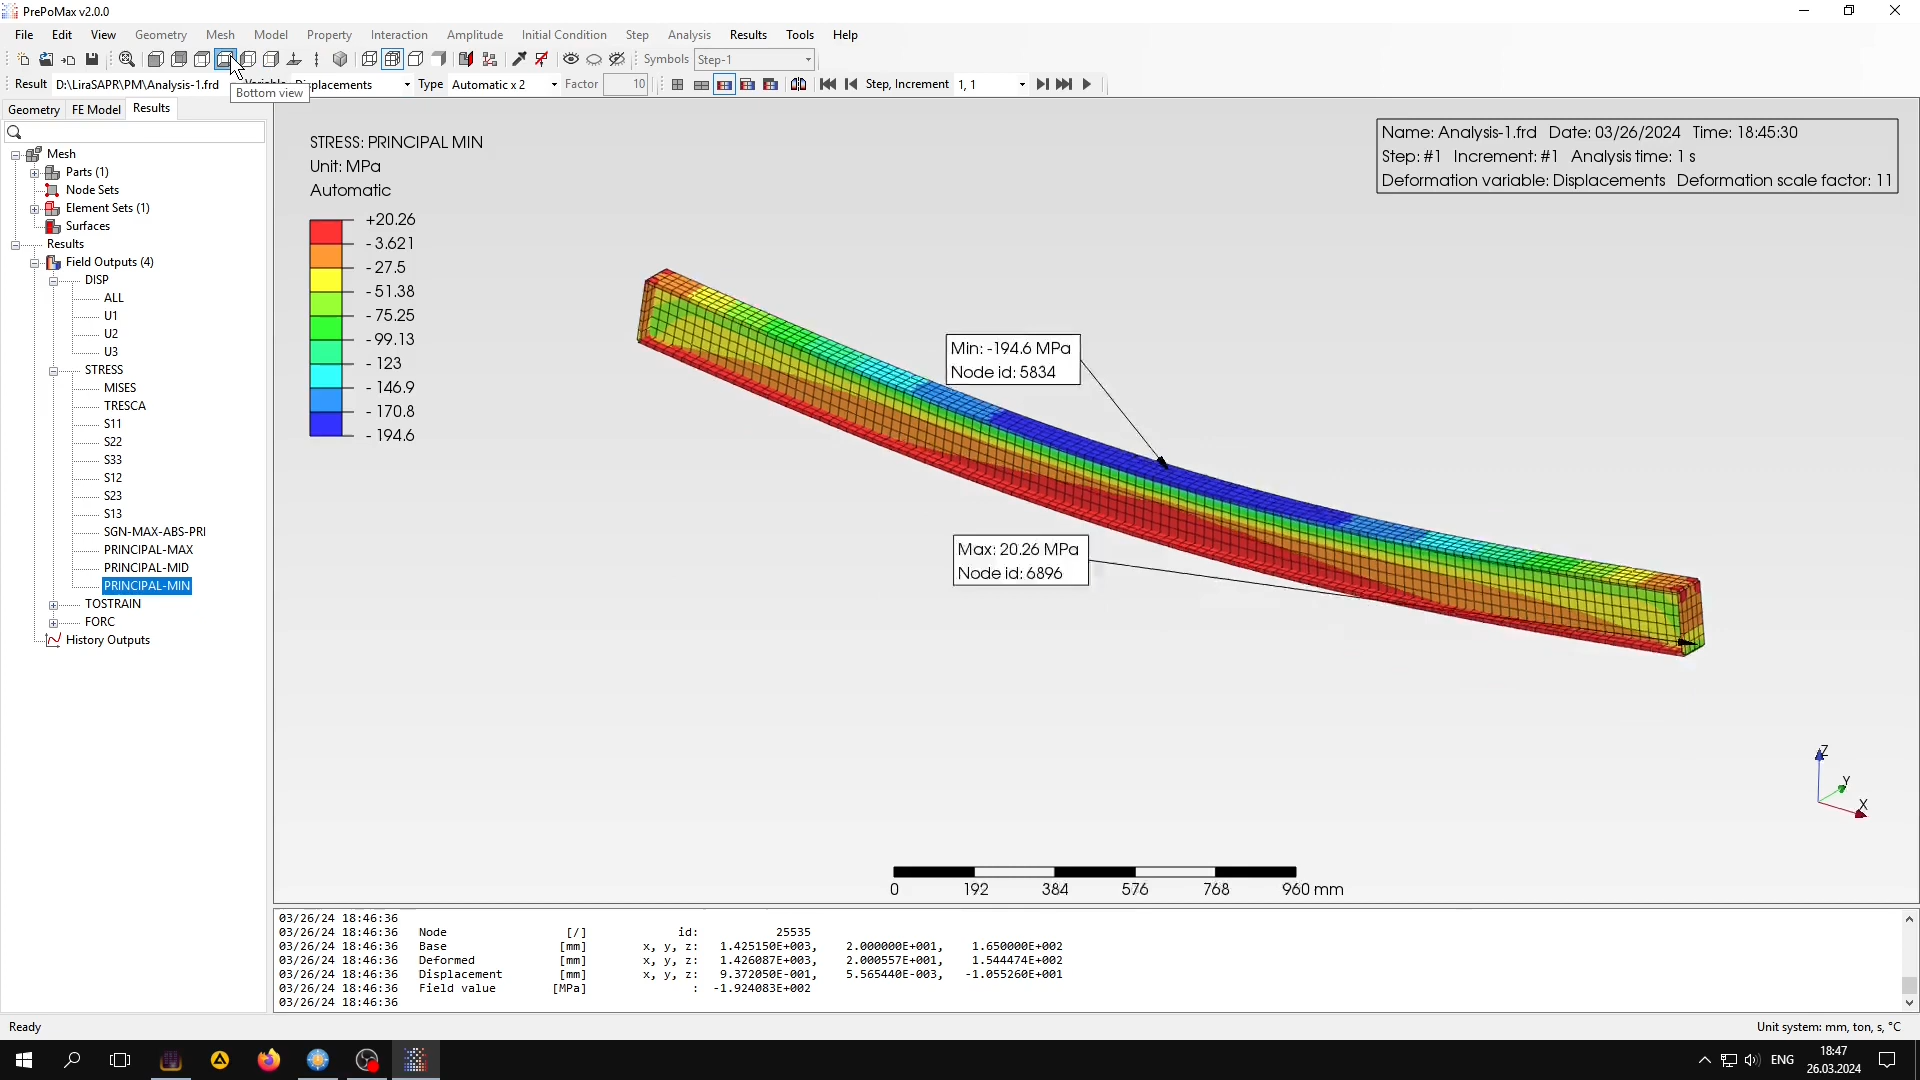 PrePoMax v2.0.0
File Edit View Geometry Mesh Model Property Interaction Amplitude Initial Condition Step Analysis Results Tools Help
Symbols Step-1
Result D:\LiraSAPR\PM\Analysis-1.frd placements Type Automatic x 2 Factor 10 Step, Increment 1, 1
Bottom view
Geometry FE Model Results
Mesh
Parts (1)
Node Sets
Element Sets (1)
Surfaces
Results
Field Outputs (4)
DISP
ALL
U1
U2
U3
STRESS
MISES
TRESCA
S11
S22
S33
S12
S23
S13
SGN-MAX-ABS-PRI
PRINCIPAL-MAX
PRINCIPAL-MID
PRINCIPAL-MIN
TOSTRAIN
FORC
History Outputs
STRESS: PRINCIPAL MIN
Unit: MPa
Automatic
+20.26
-3.621
-27.5
-51.38
-75.25
-99.13
-123
-146.9
-170.8
-194.6
Name: Analysis-1.frd Date: 03/26/2024 Time: 18:45:30
Step: #1 Increment: #1 Analysis time: 1 s
Deformation variable: Displacements Deformation scale factor: 11
Min: -194.6 MPa
Node id: 5834
Max: 20.26 MPa
Node id: 6896
Z
Y
X
0 192 384 576 768 960 mm
03/26/24 18:46:36
03/26/24 18:46:36 Node [/] id: 25535
03/26/24 18:46:36 Base [mm] x, y, z: 1.425150E+003, 2.000000E+001, 1.650000E+002
03/26/24 18:46:36 Deformed [mm] x, y, z: 1.426087E+003, 2.000557E+001, 1.544474E+002
03/26/24 18:46:36 Displacement [mm] x, y, z: 9.372050E-001, 5.565440E-003, -1.055260E+001
03/26/24 18:46:36 Field value [MPa] : -1.924083E+002
03/26/24 18:46:36
Ready Unit system: mm, ton, s, °C
ENG 18:47
26.03.2024